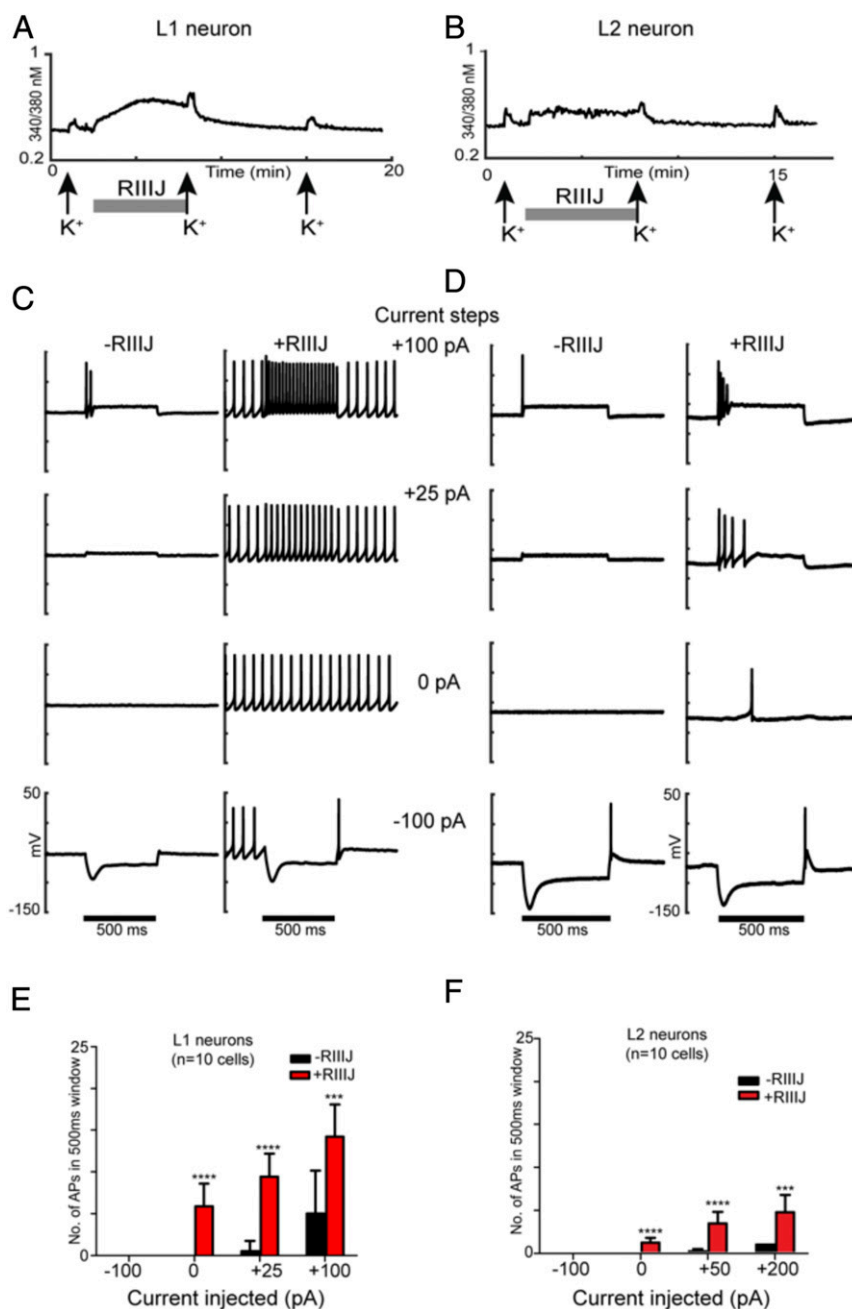 A
L1 neuron
1
340/380 nM
0.2
Time (min)
20
RIIIJ
K+
K+
K+
B
L2 neuron
1
340/380 nM
0.2
0
Time (min)
15
RIIIJ
K+
K+
K+
C
D
Current steps
-RIIIJ
+RIIIJ
+100 pA
-RIIIJ
+RIIIJ
+25 pA
0 pA
50
mV
-150
-100 pA
50
mV
-150
500 ms
500 ms
500 ms
500 ms
E
25
L1 neurons
(n=10 cells)
-RIIIJ
+RIIIJ
No. of APs in 500ms window
****
****
***
0
-100
0
+25
+100
Current injected (pA)
F
25
L2 neurons
(n=10 cells)
-RIIIJ
+RIIIJ
No. of APs in 500ms window
****
****
***
0
-100
0
+50
+200
Current injected (pA)